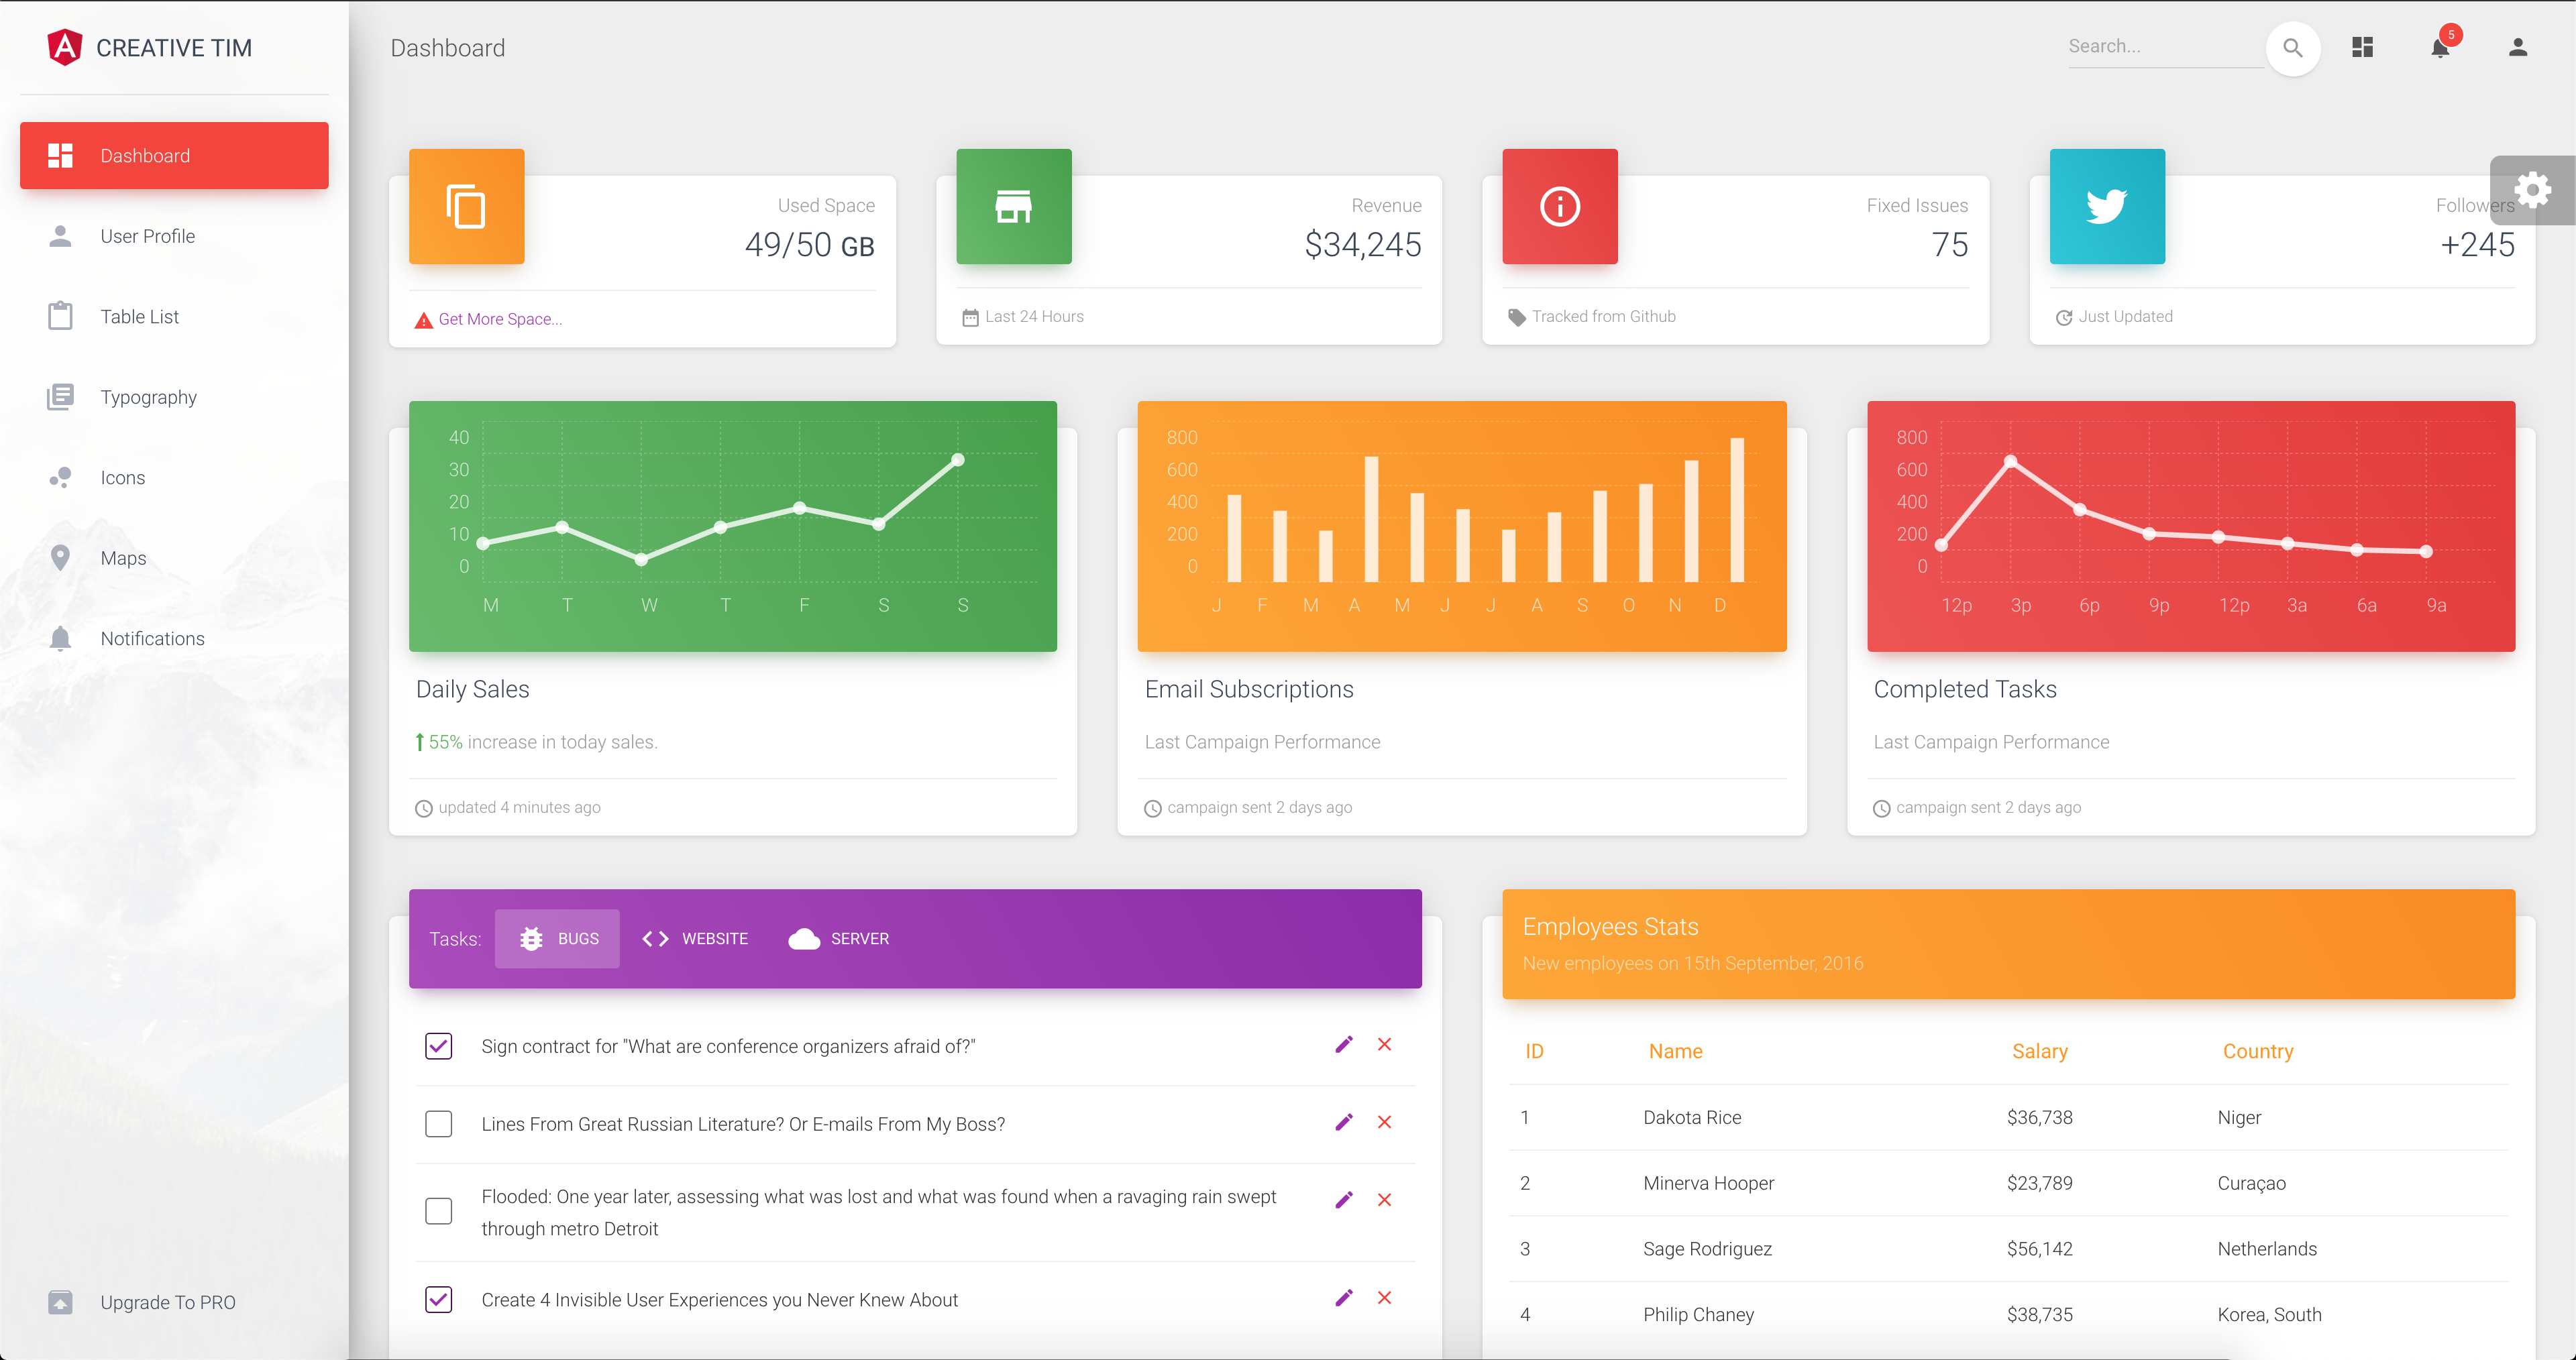 CREATIVE TIM
Dashboard
User Profile
Table List
Typography
Icons
Maps
Notifications
Upgrade To PRO
Dashboard
Search...
5
Used Space
49/50 GB
Get More Space...
Revenue
$34,245
Last 24 Hours
Fixed Issues
75
Tracked from Github
Followers
+245
Just Updated
40
30
20
10
0
M T W T F S S
Daily Sales
55% increase in today sales.
updated 4 minutes ago
800
600
400
200
0
J F M A M J J A S O N D
Email Subscriptions
Last Campaign Performance
campaign sent 2 days ago
800
600
400
200
0
12p 3p 6p 9p 12p 3a 6a 9a
Completed Tasks
Last Campaign Performance
campaign sent 2 days ago
Tasks: BUGS WEBSITE SERVER
Sign contract for "What are conference organizers afraid of?"
Lines From Great Russian Literature? Or E-mails From My Boss?
Flooded: One year later, assessing what was lost and what was found when a ravaging rain swept
through metro Detroit
Create 4 Invisible User Experiences you Never Knew About
Employees Stats
New employees on 15th September, 2016
ID Name Salary Country
1 Dakota Rice $36,738 Niger
2 Minerva Hooper $23,789 Curaçao
3 Sage Rodriguez $56,142 Netherlands
4 Philip Chaney $38,735 Korea, South